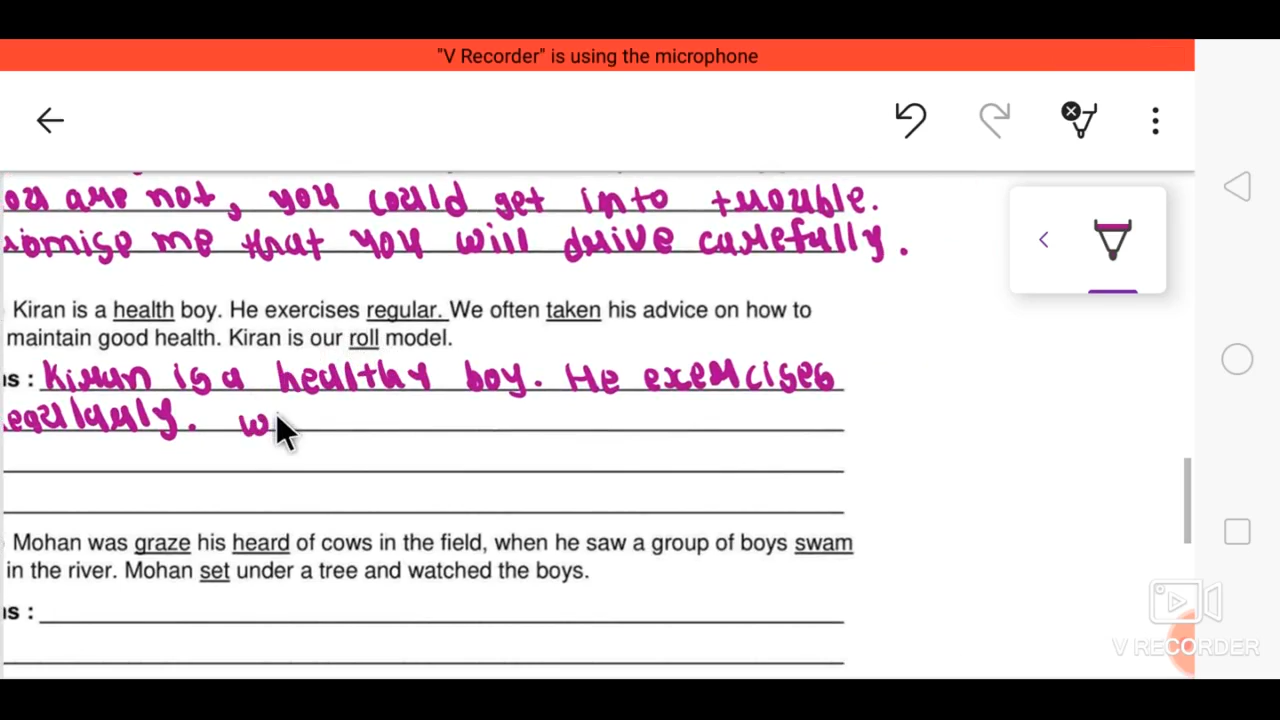 "V Recorder" is using the microphone
ou are not, you could get into trouble.
romise me that you will drive carefully.
Kiran is a health boy. He exercises regular. We often taken his advice on how to
maintain good health. Kiran is our roll model.
ns : Kiran is a healthy boy. He exercises
egularly. w
Mohan was graze his heard of cows in the field, when he saw a group of boys swam
in the river. Mohan set under a tree and watched the boys.
ns :
V RECORDER